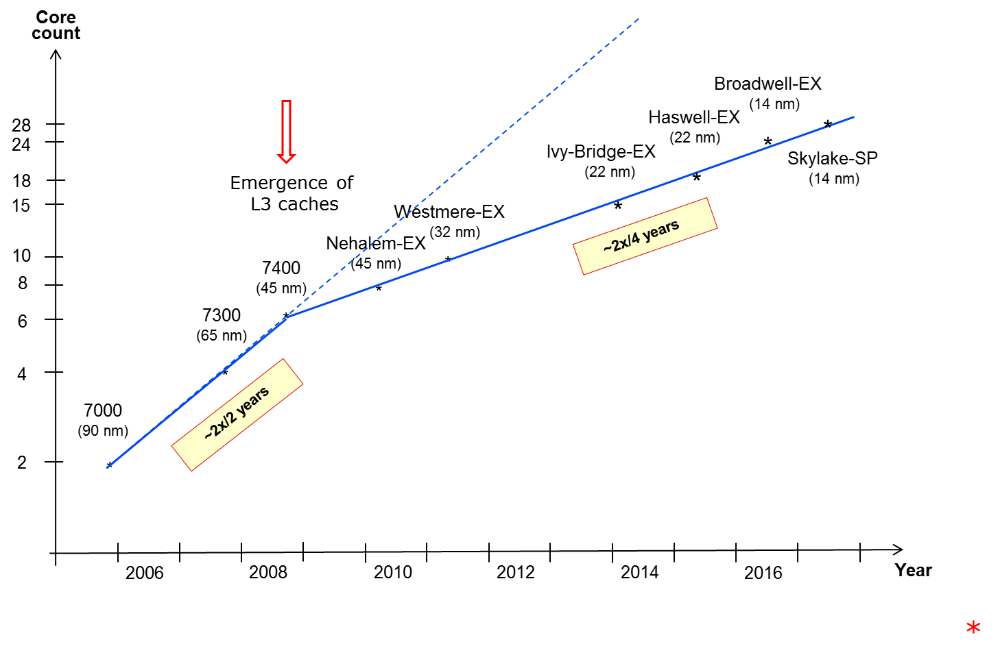 Core
count
Broadwell-EX
(14 nm)
Haswell-EX
(22 nm)
28
24
Ivy-Bridge-EX
(22 nm)
Skylake-SP
(14 nm)
18
Emergence of
L3 caches
15
Westmere-EX
(32 nm)
~2x/4 years
Nehalem-EX
(45 nm)
10
7400
(45 nm)
8
7300
(65 nm)
6
4
~2x/2 years
7000
(90 nm)
2
2006 2008 2010 2012 2014 2016 Year
*